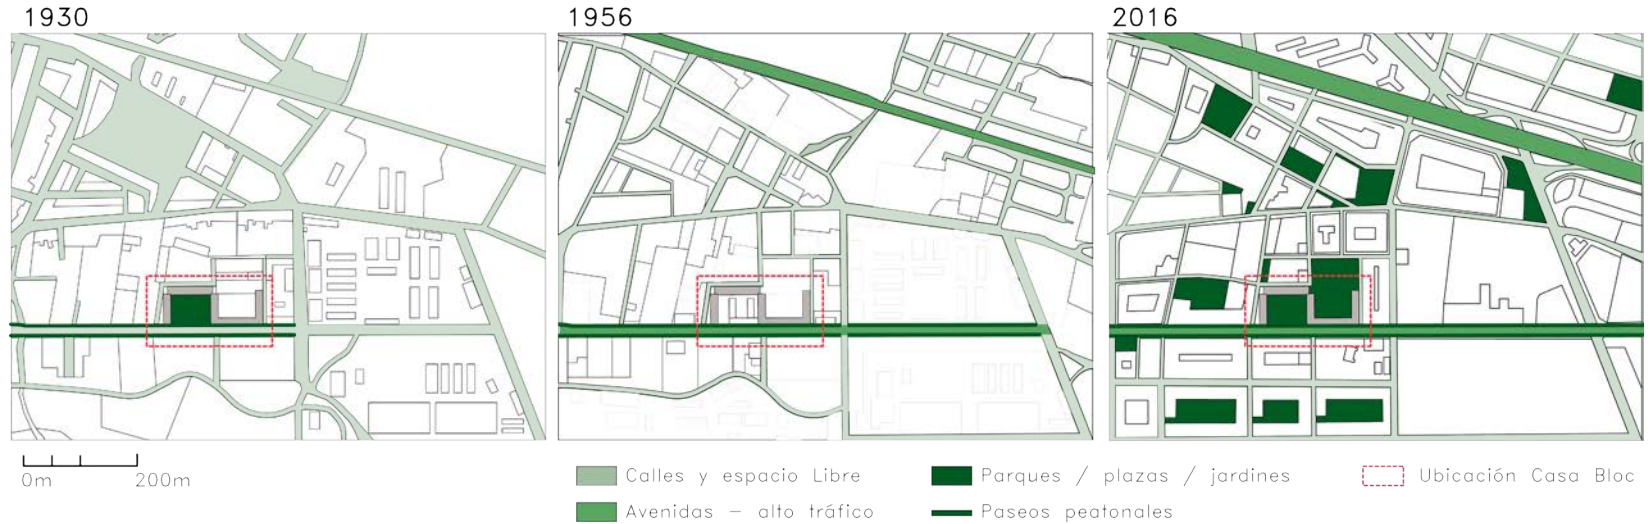 1930
1956
2016
0m 200m
Calles y espacio Libre
Parques / plazas / jardines
Ubicación Casa Bloc
Avenidas – alto tráfico
Paseos peatonales